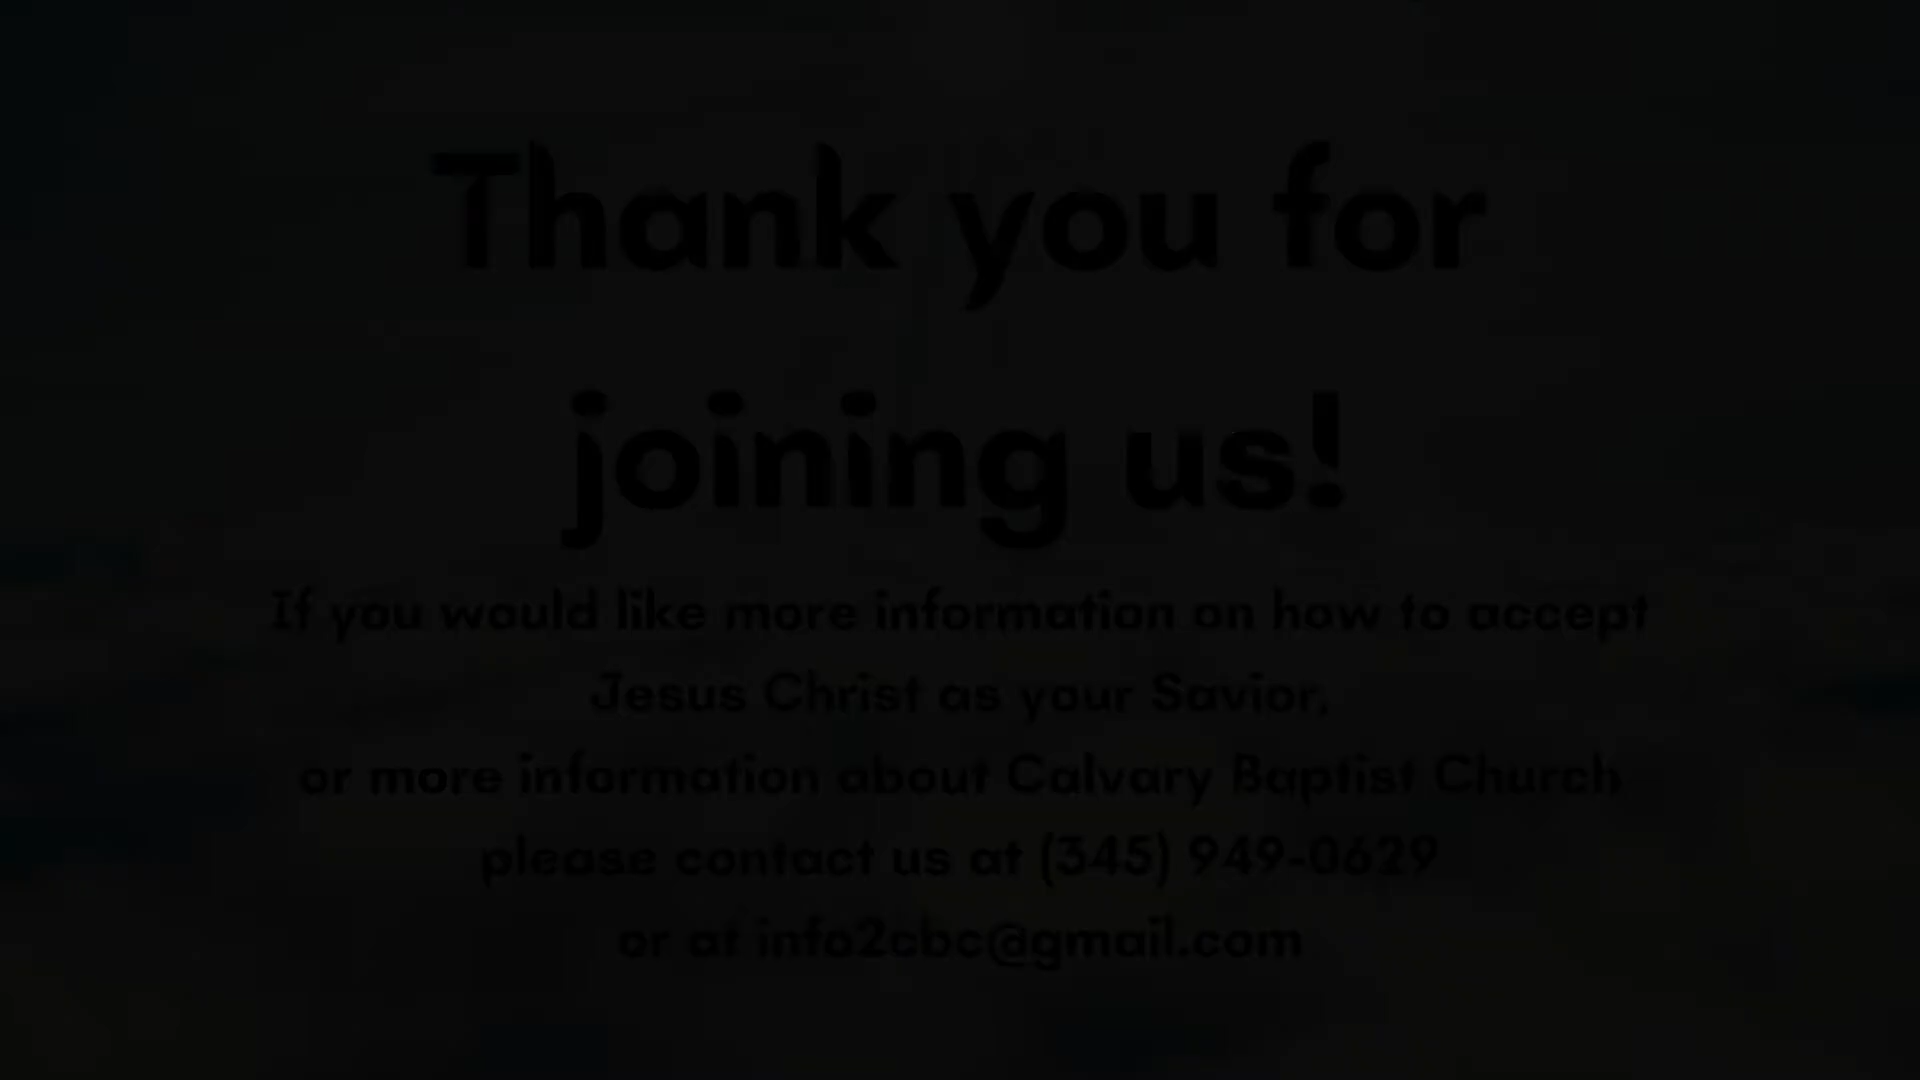 Thank you for
joining us!
If you would like more information on how to accept
Jesus Christ as your Savior,
or more information about Calvary Baptist Church
please contact us at (345) 949-0629
or at info2cbc@gmail.com